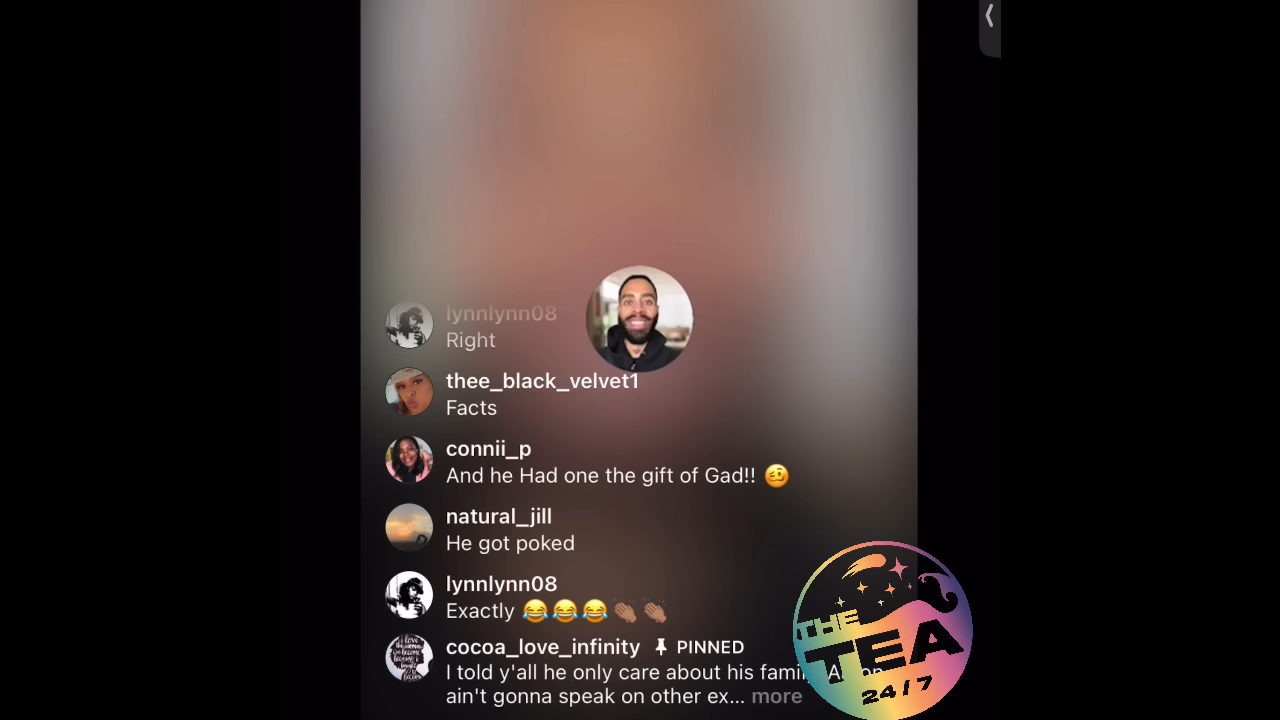 lynnlynn08
Right
thee_black_velvet1
Facts
connii_p
And he Had one the gift of Gad!! 🥴
natural_jill
He got poked
lynnlynn08
Exactly 😂😂😂👏🏽👏🏽
cocoa_love_infinity PINNED
I told y'all he only care about his
ain't gonna speak on other ex... more
THE
TEA
24/7